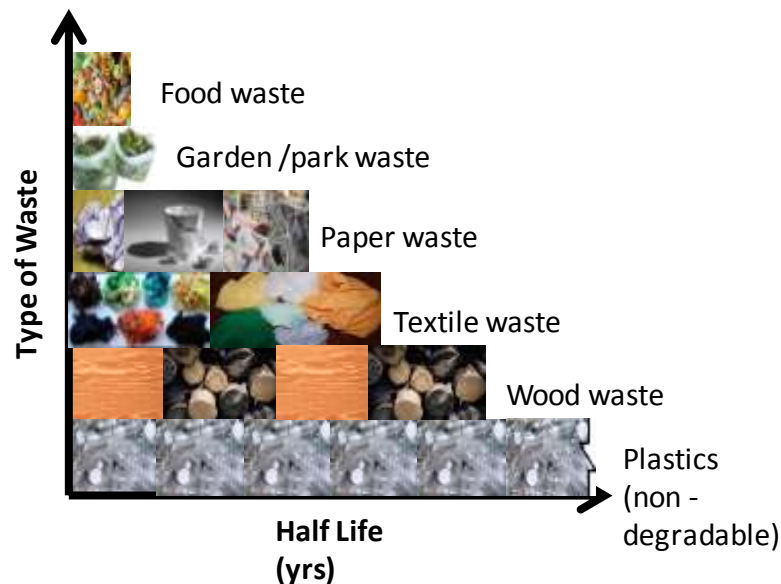 Food waste
Garden /park waste
Paper waste
Textile waste
Wood waste
Plastics
(non -
degradable)
Type of Waste
Half Life
(yrs)